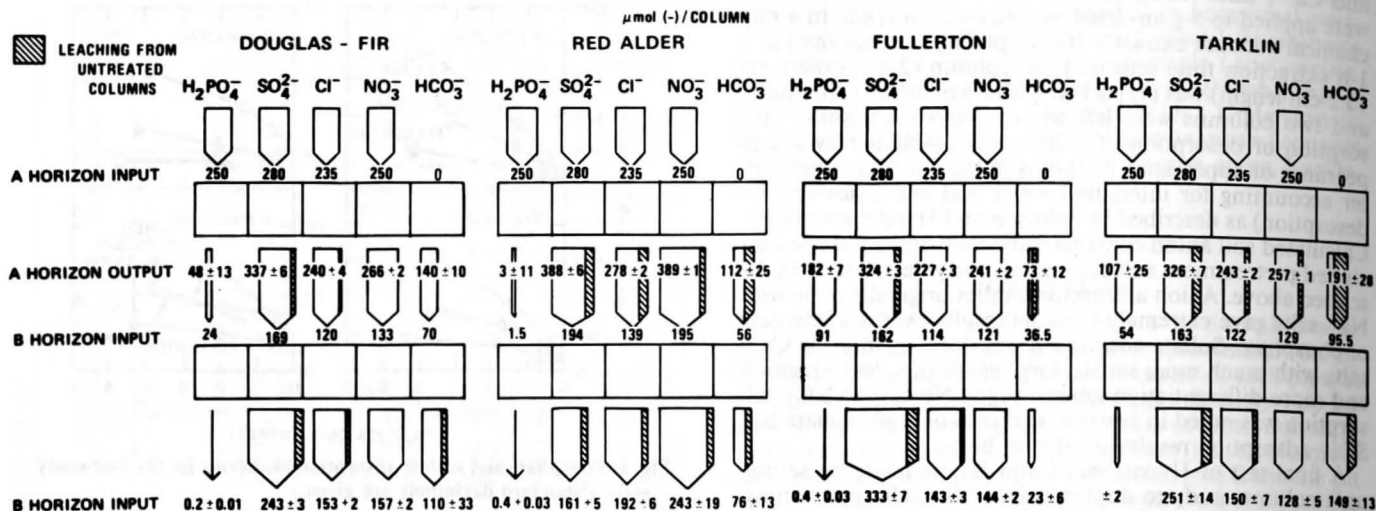 μmol (-)/COLUMN
LEACHING FROM UNTREATED COLUMNS
DOUGLAS - FIR RED ALDER FULLERTON TARKLIN
H₂PO₄⁻ SO₄²⁻ Cl⁻ NO₃⁻ HCO₃⁻ H₂PO₄⁻ SO₄²⁻ Cl⁻ NO₃⁻ HCO₃⁻ H₂PO₄⁻ SO₄²⁻ Cl⁻ NO₃⁻ HCO₃⁻ H₂PO₄⁻ SO₄²⁻ Cl⁻ NO₃⁻ HCO₃⁻
A HORIZON INPUT 250 280 235 250 0 250 280 235 250 0 250 280 235 250 0 250 280 235 250 0
A HORIZON OUTPUT 48 ±13 337 ±6 240 ±4 266 ±2 140 ±10 3 ±11 388 ±6 278 ±2 389 ±1 112 ±25 182 ±7 324 ±3 227 ±3 241 ±2 73 ±12 107 ±25 326 ±7 243 ±2 257 ±1 191 ±28
B HORIZON INPUT 24 169 120 133 70 1.5 194 139 195 56 91 162 114 121 36.5 54 163 122 129 95.5
B HORIZON INPUT 0.2 ±0.01 243 ±3 153 ±2 157 ±2 110 ±33 0.4 ±0.03 161 ±5 192 ±6 243 ±19 76 ±13 0.4 ±0.03 333 ±7 143 ±3 144 ±2 23 ±6 ±2 251 ±14 150 ±7 128 ±5 149 ±13